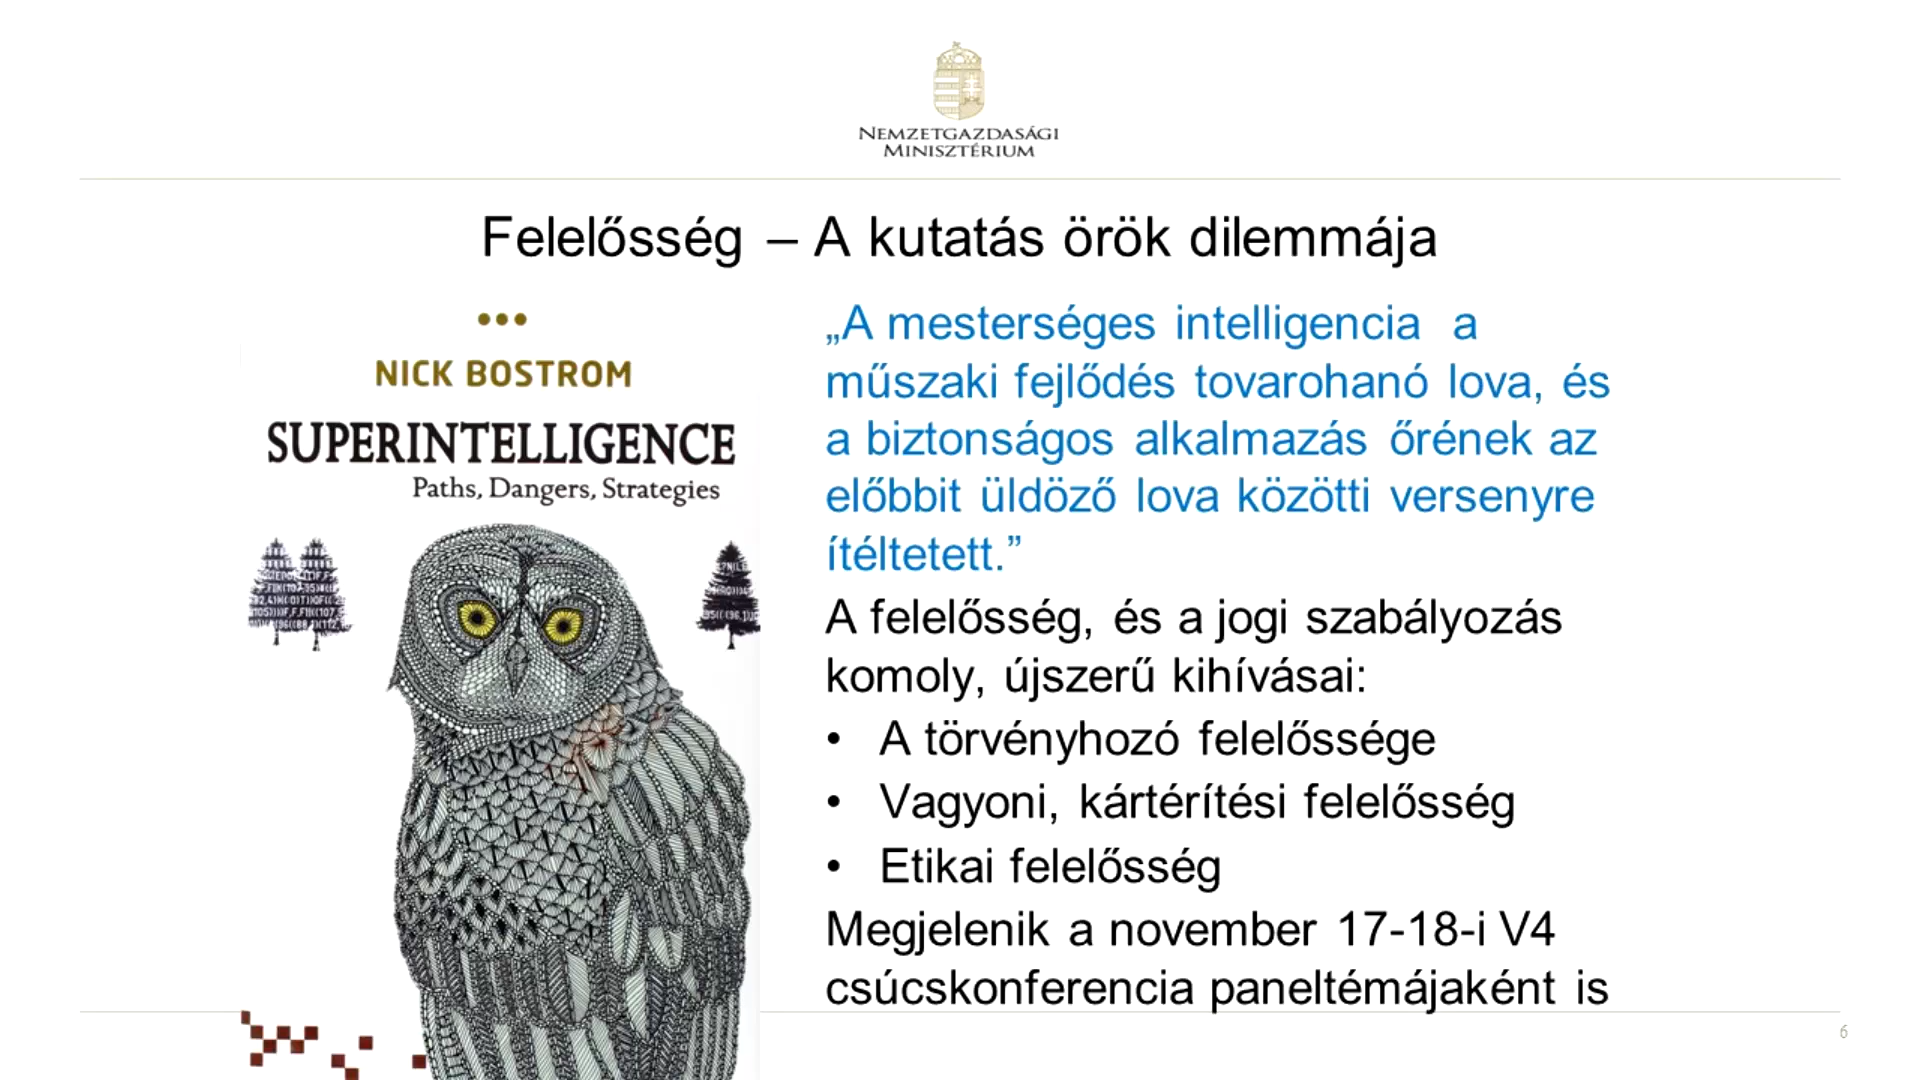 NEMZETGAZDASÁGI
MINISZTÉRIUM
Felelősség – A kutatás örök dilemmája
NICK BOSTROM
SUPERINTELLIGENCE
Paths, Dangers, Strategies
„A mesterséges intelligencia a
műszaki fejlődés tovarohanó lova, és
a biztonságos alkalmazás őrének az
előbbit üldöző lova közötti versenyre
ítéltetett.”
A felelősség, és a jogi szabályozás
komoly, újszerű kihívásai:
• A törvényhozó felelőssége
• Vagyoni, kártérítési felelősség
• Etikai felelősség
Megjelenik a november 17-18-i V4
csúcskonferencia paneltémájaként is
6